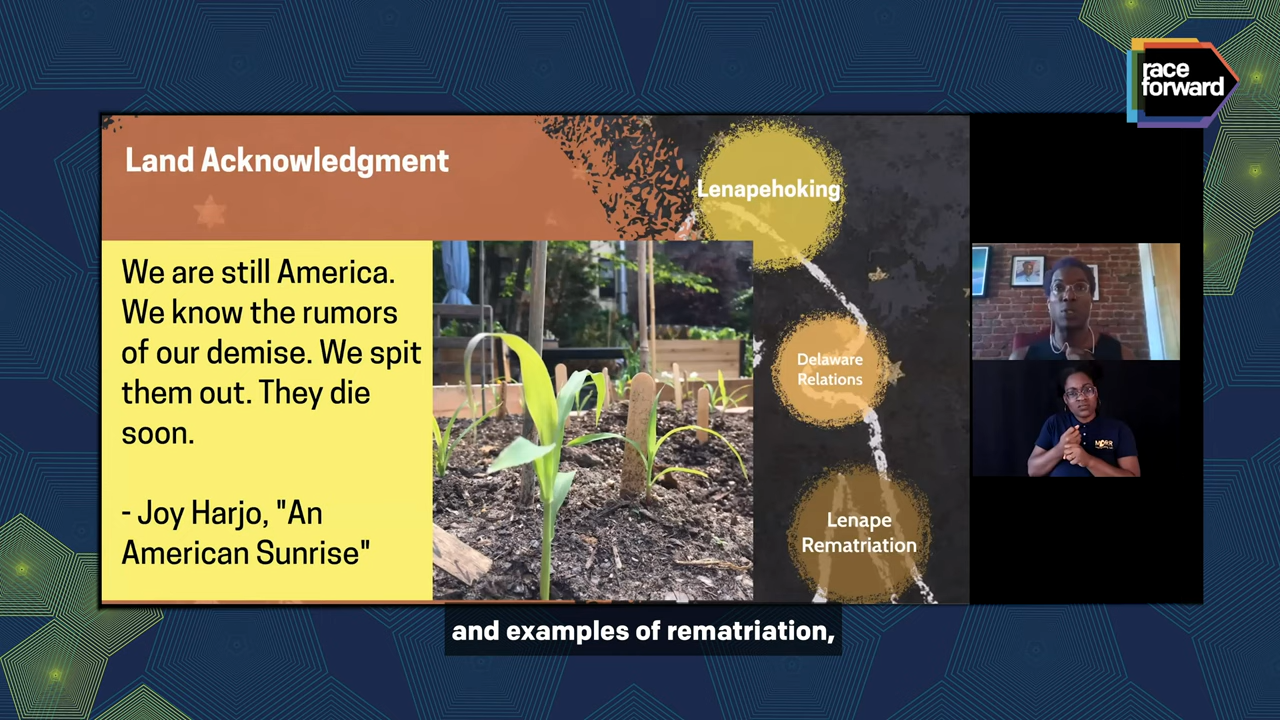 race
forward
Land Acknowledgment
Lenapehoking
We are still America.
We know the rumors
of our demise. We spit
them out. They die
soon.
- Joy Harjo, "An
American Sunrise"
Delaware
Relations
Lenape
Rematriation
MORR
and examples of rematriation,